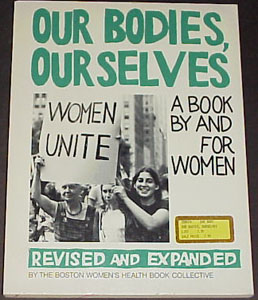 OUR BODIES,
OURSELVES
WOMEN
UNITE
A BOOK
BY AND
FOR
WOMEN
REVISED AND EXPANDED
BY THE BOSTON WOMEN'S HEALTH BOOK COLLECTIVE